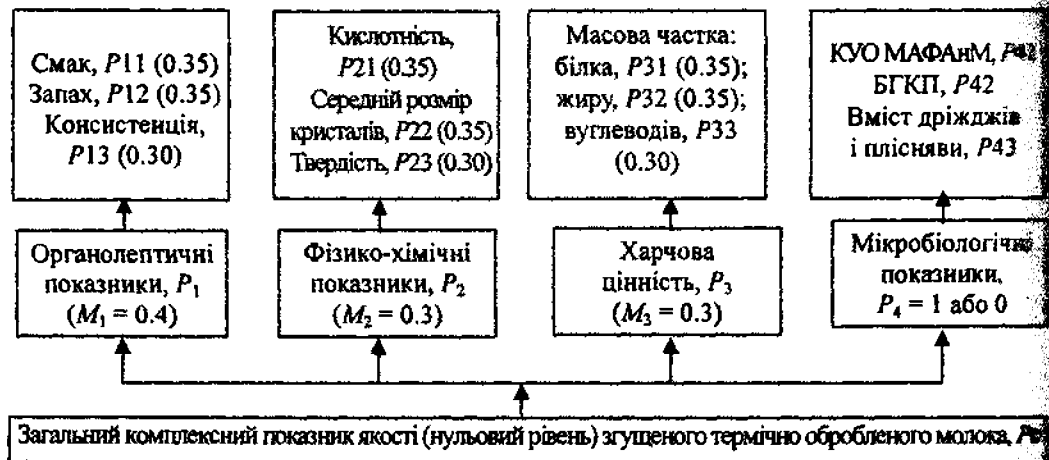 Смак, P11 (0.35)
Запах, P12 (0.35)
Консистенція,
P13 (0.30)
Кислотність,
P21 (0.35)
Середній розмір
кристалів, P22 (0.35)
Твердість, P23 (0.30)
Масова частка:
білка, P31 (0.35);
жиру, P32 (0.35);
вуглеводів, P33
(0.30)
КУО МАФАнМ,
БГКП, P42
Вміст дріжджів
і плісняви, P43
Органолептичні
показники, P₁
(M₁ = 0.4)
Фізико-хімічні
показники, P₂
(M₂ = 0.3)
Харчова
цінність, P₃
(M₃ = 0.3)
Мікробіологічні
показники,
P₄ = 1 або 0
Загальний комплексний показник якості (нульовий рівень) згущеного термічно обробленого молока,